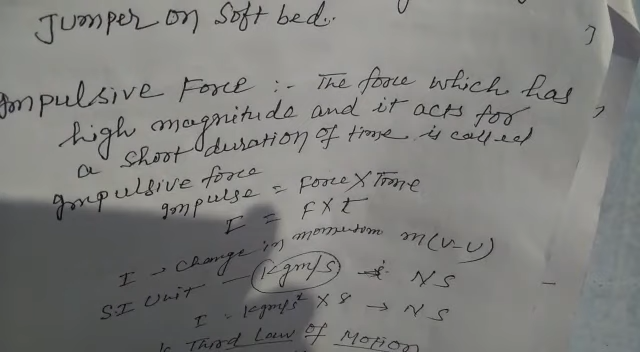 Jumper on Soft bed.
Impulsive Force :- The force which has
high magnitude and it acts for
a short duration of time is called
Impulsive force
Impulse = Force X Time
I = F X t
I → Change in momentum m(v-u)
S.I Unit - kgm/s NS
I = kgm/s² X s → NS
Third Law of Motion